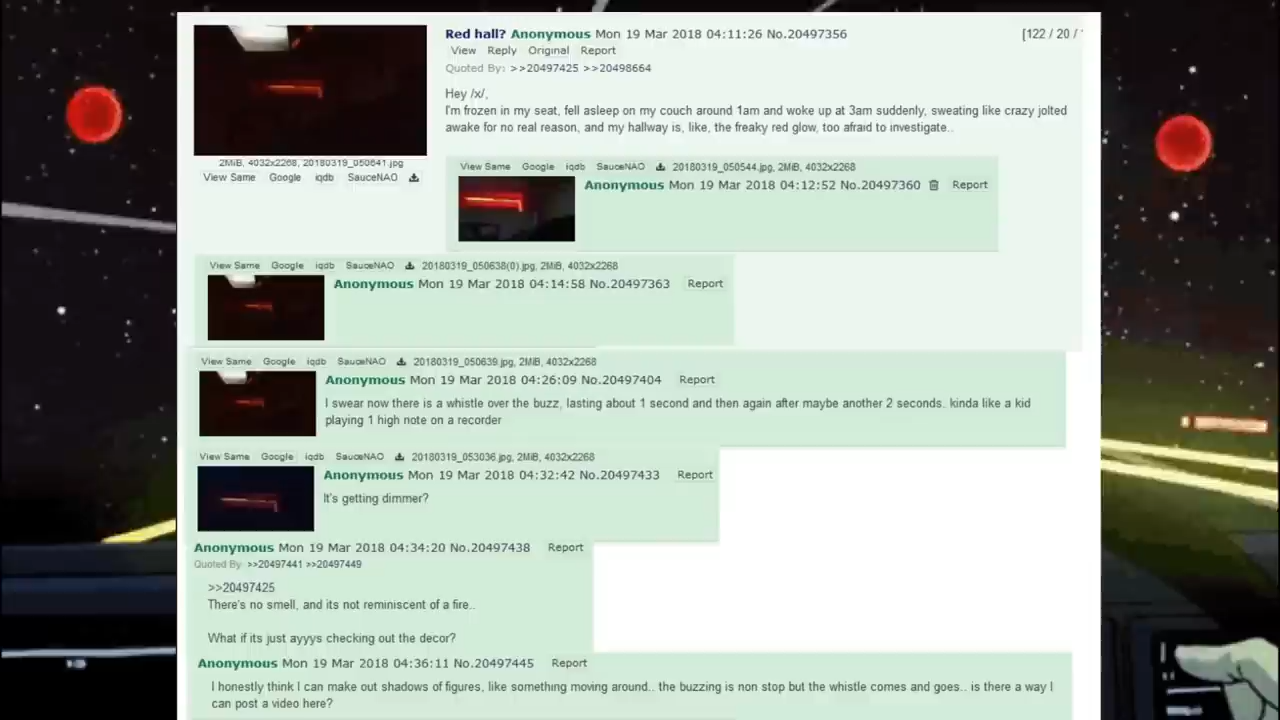 Red hall? Anonymous Mon 19 Mar 2018 04:11:26 No.20497356 [122 / 20 /
View Reply Original Report
Quoted By: >>20497425 >>20498664
Hey /x/,
I'm frozen in my seat, fell asleep on my couch around 1am and woke up at 3am suddenly, sweating like crazy jolted
awake for no real reason, and my hallway is, like, the freaky red glow, too afraid to investigate..
2MiB, 4032x2268, 20180319_050641.jpg
View Same Google iqdb SauceNAO
View Same Google iqdb SauceNAO 20180319_050544.jpg, 2MiB, 4032x2268
Anonymous Mon 19 Mar 2018 04:12:52 No.20497360 Report
View Same Google iqdb SauceNAO 20180319_050638(0).jpg, 2MiB, 4032x2268
Anonymous Mon 19 Mar 2018 04:14:58 No.20497363 Report
View Same Google iqdb SauceNAO 20180319_050639.jpg, 2MiB, 4032x2268
Anonymous Mon 19 Mar 2018 04:26:09 No.20497404 Report
I swear now there is a whistle over the buzz, lasting about 1 second and then again after maybe another 2 seconds.. kinda like a kid
playing 1 high note on a recorder
View Same Google iqdb SauceNAO 20180319_053036.jpg, 2MiB, 4032x2268
Anonymous Mon 19 Mar 2018 04:32:42 No.20497433 Report
It's getting dimmer?
Anonymous Mon 19 Mar 2018 04:34:20 No.20497438 Report
Quoted By: >>20497441 >>20497449
>>20497425
There's no smell, and its not reminiscent of a fire..
What if its just ayyys checking out the decor?
Anonymous Mon 19 Mar 2018 04:36:11 No.20497445 Report
I honestly think I can make out shadows of figures, like something moving around.. the buzzing is non stop but the whistle comes and goes.. is there a way I
can post a video here?